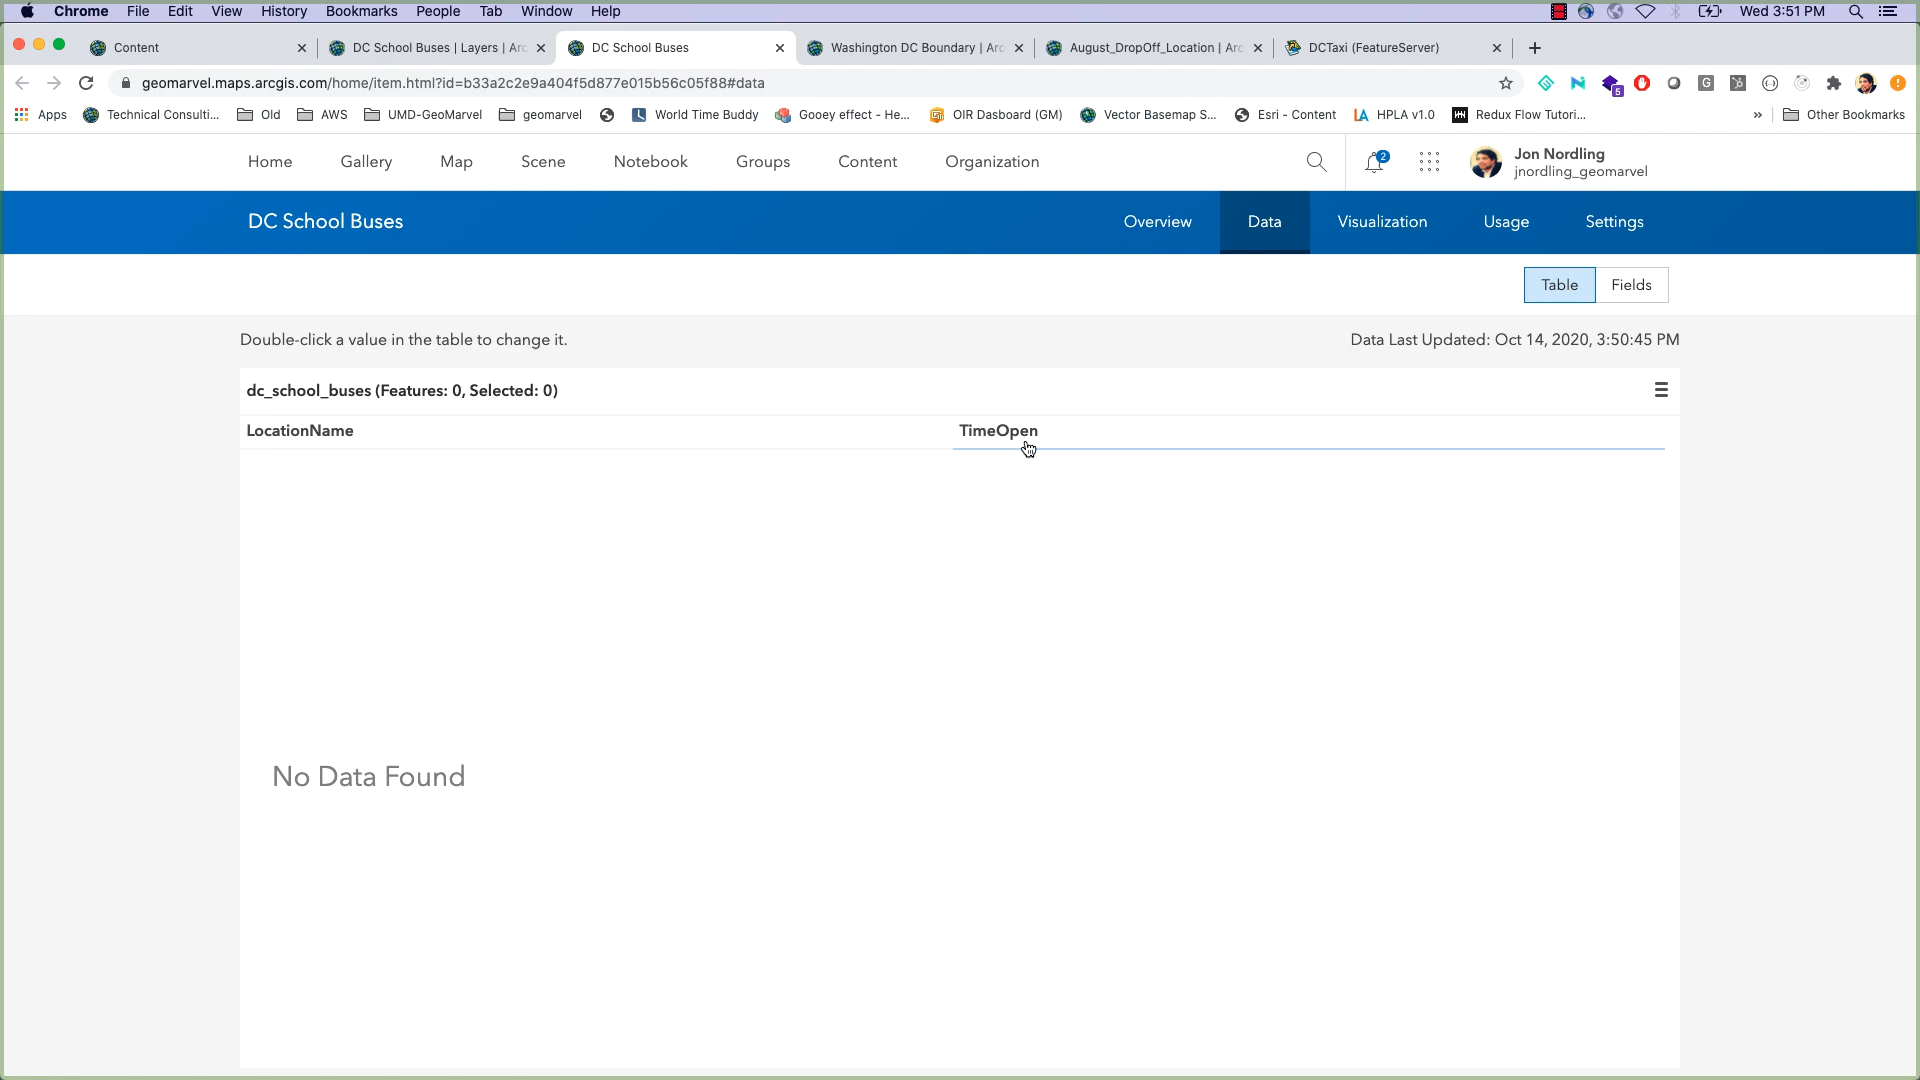 Chrome File Edit View History Bookmarks People Tab Window Help Wed 3:51 PM
Content DC School Buses | Layers | Arc DC School Buses Washington DC Boundary | Arc August_DropOff_Location | Arc DCTaxi (FeatureServer)
geomarvel.maps.arcgis.com/home/item.html?id=b33a2c2e9a404f5d877e015b56c05f88#data 5
Apps Technical Consulti... Old AWS UMD-GeoMarvel geomarvel World Time Buddy Gooey effect - He... OIR Dasboard (GM) Vector Basemap S... Esri - Content LA HPLA v1.0 Redux Flow Tutori... » Other Bookmarks
Home Gallery Map Scene Notebook Groups Content Organization 2 Jon Nordling
jnordling_geomarvel
DC School Buses Overview Data Visualization Usage Settings
Table Fields
Double-click a value in the table to change it. Data Last Updated: Oct 14, 2020, 3:50:45 PM
dc_school_buses (Features: 0, Selected: 0)
LocationName TimeOpen
No Data Found